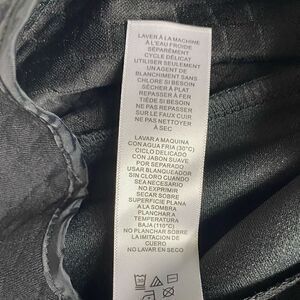 LAVER À LA MACHINE
À L'EAU FROIDE
SÉPARÉMENT
CYCLE DÉLICAT
UTILISER SEULEMENT
UN AGENT DE
BLANCHIMENT SANS
CHLORE SI BESOIN
SÉCHER À PLAT
REPASSER À FER
TIÈDE SI BESOIN
NE PAS REPASSER
SUR LE FAUX CUIR
NE PAS NETTOYER
À SEC
LAVAR A MAQUINA
CON AGUA FRIA (30°C)
CICLO DELICADO
CON JABON SUAVE
POR SEPARADO
USAR BLANQUEADOR
SIN CLORO CUANDO
SEA NECESARIO
NO EXPRIMIR
SECAR SOBRE
SUPERFICIE PLANA
A LA SOMBRA
PLANCHAR A
TEMPERATURA
BAJA (110°C)
NO PLANCHAR SOBRE
LA IMITACION DE
CUERO
NO LAVAR EN SECO